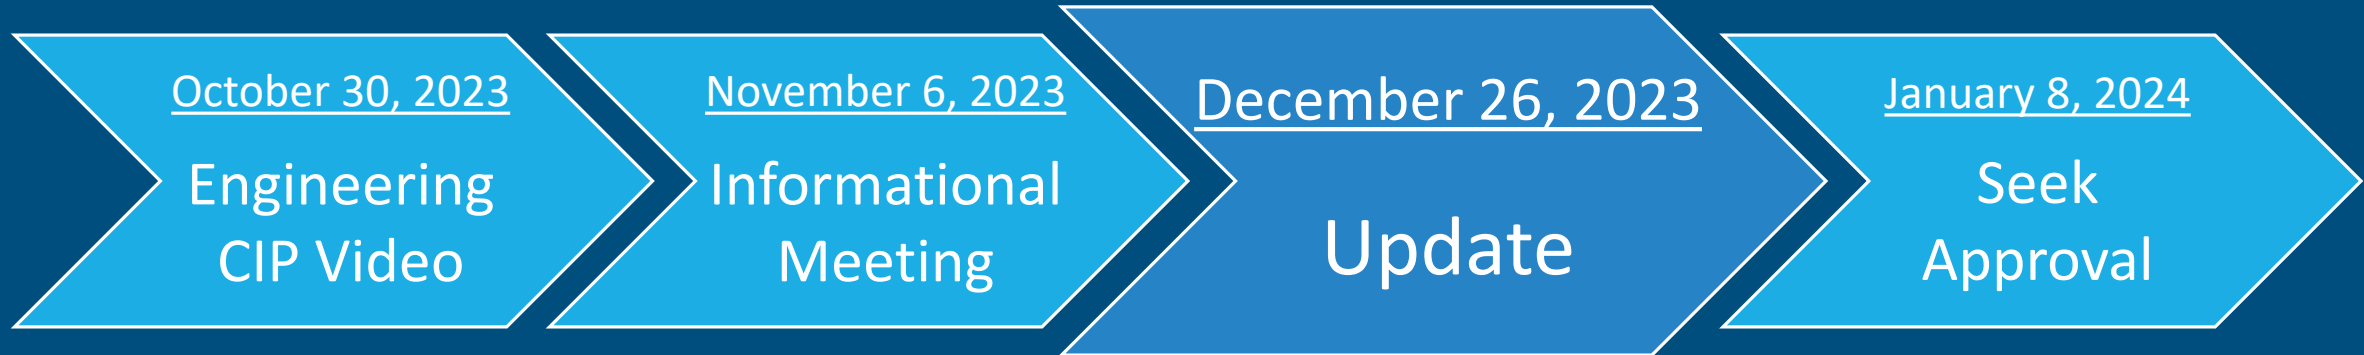 October 30, 2023
Engineering
CIP Video
November 6, 2023
Informational
Meeting
December 26, 2023
Update
January 8, 2024
Seek
Approval